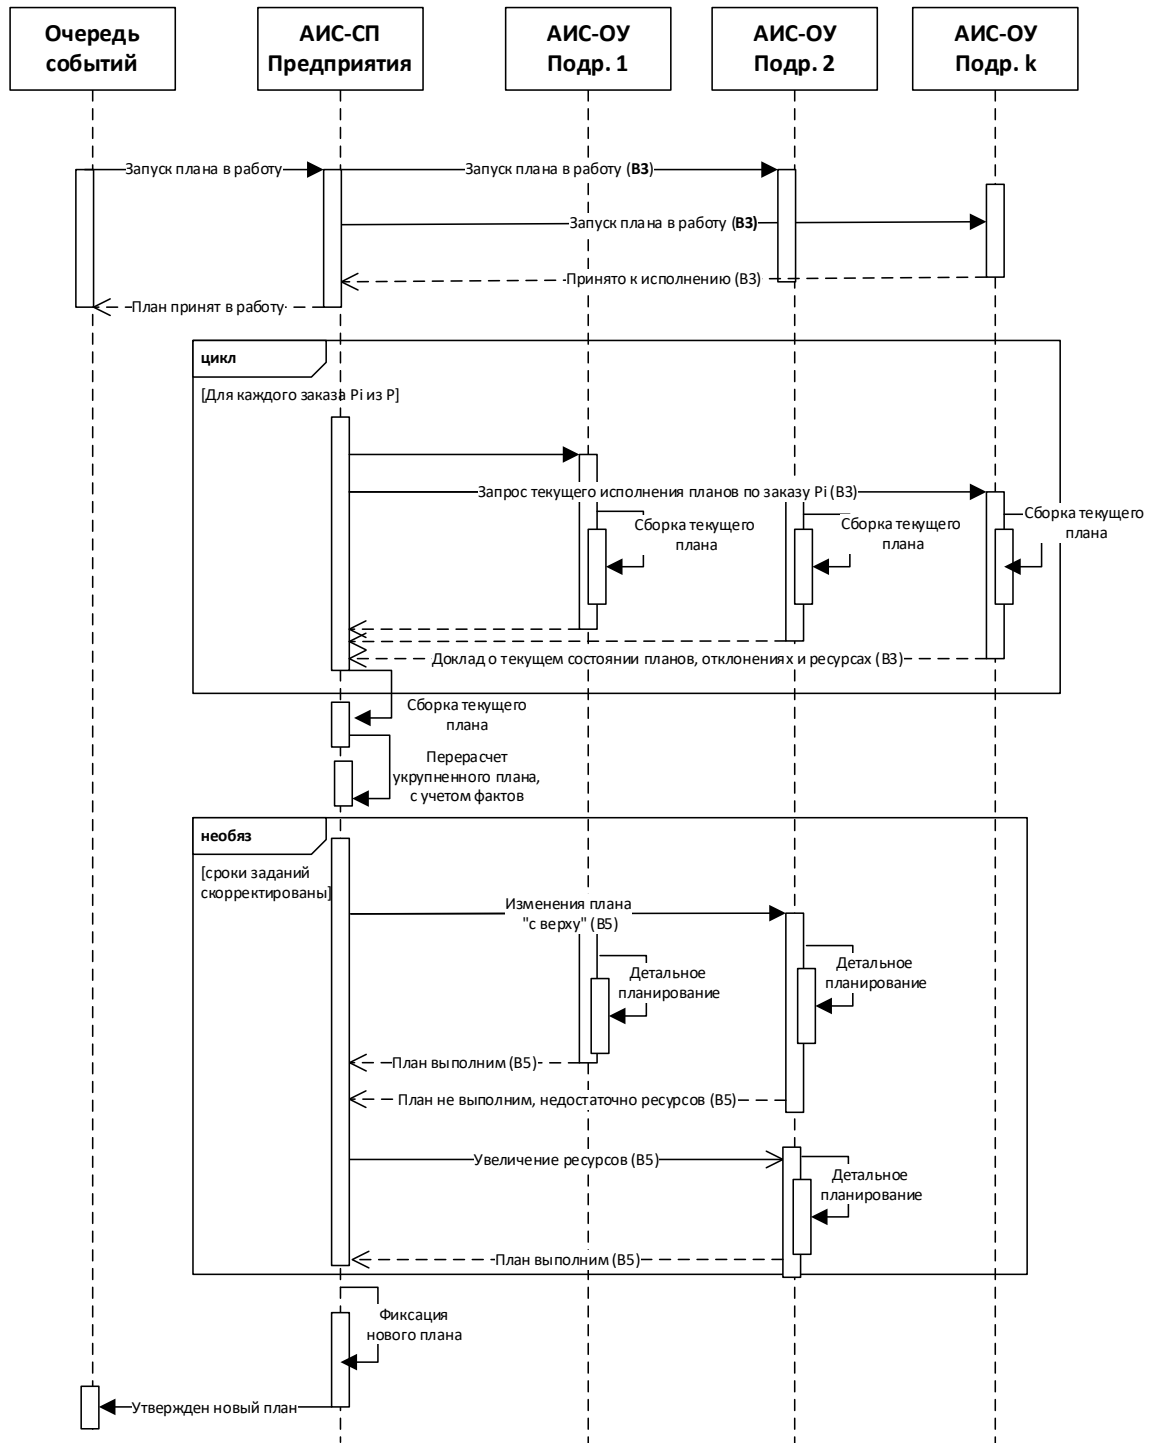 Очередь
событий
АИС-СП
Предприятия
АИС-ОУ
Подр. 1
АИС-ОУ
Подр. 2
АИС-ОУ
Подр. k
Запуск плана в работу
Запуск плана в работу (В3)
Запуск плана в работу (В3)
Принято к исполнению (В3)
План принят в работу
цикл
[Для каждого заказа Pi из P]
Запрос текущего исполнения планов по заказу Pi (В3)
Сборка текущего
плана
Сборка текущего
плана
Сборка текущего
плана
Доклад о текущем состоянии планов, отклонениях и ресурсах (В3)
Сборка текущего
плана
Перерасчет
укрупненного плана,
с учетом фактов
необяз
[сроки заданий
скорректированы]
Изменения плана
"с верху" (В5)
Детальное
планирование
Детальное
планирование
План выполним (В5)
План не выполним, недостаточно ресурсов (В5)
Увеличение ресурсов (В5)
Детальное
планирование
План выполним (В5)
Фиксация
нового плана
Утвержден новый план